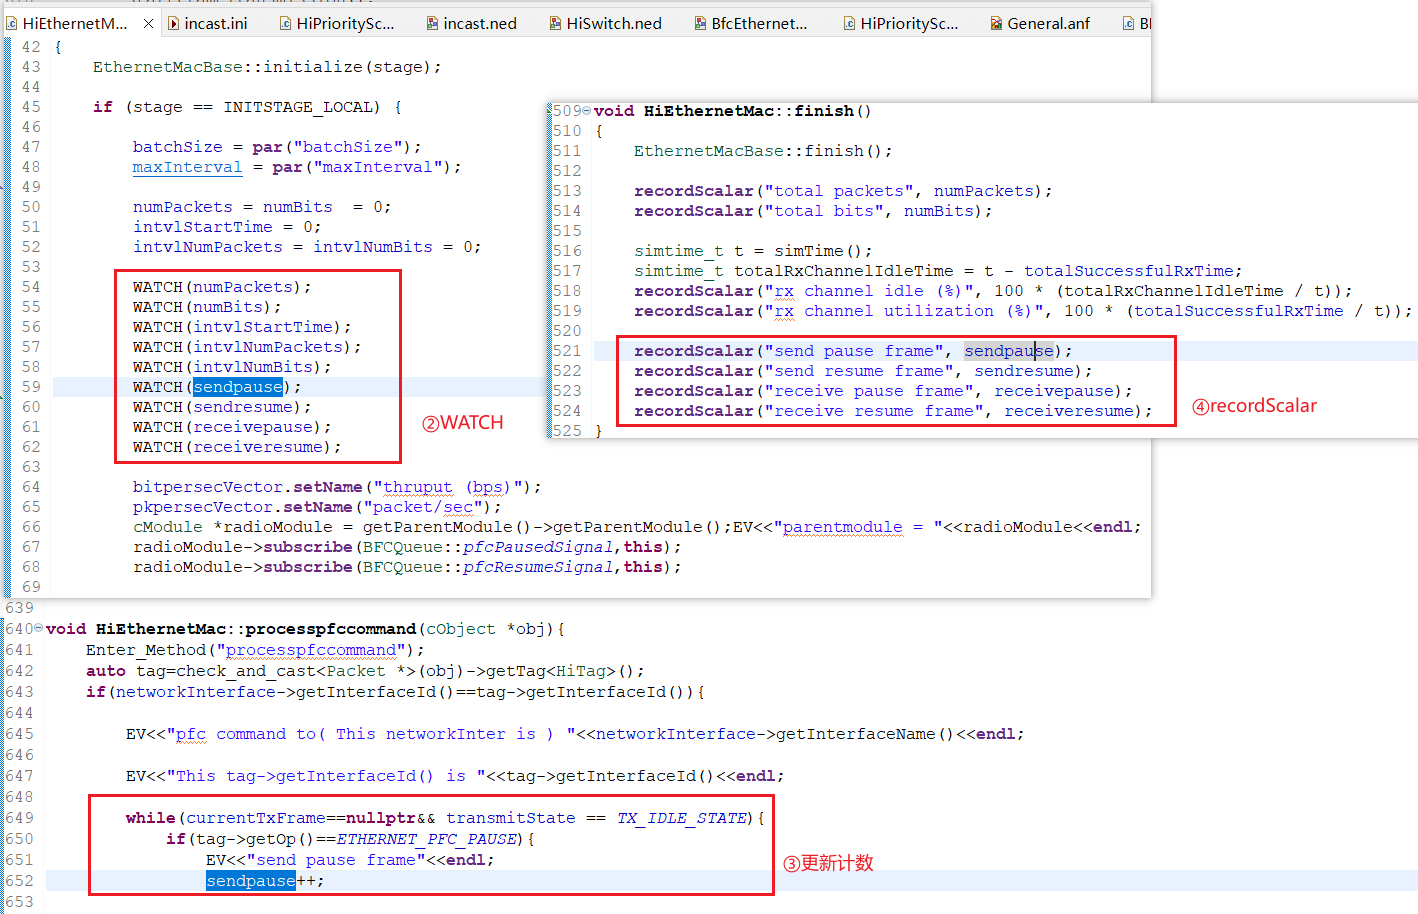 HiEthernetM...
incast.ini
HiPrioritySc...
incast.ned
HiSwitch.ned
BfcEthernet...
HiPrioritySc...
General.anf
42 {
43 EthernetMacBase::initialize(stage);
44
45 if (stage == INITSTAGE_LOCAL) {
46
47 batchSize = par("batchSize");
48 maxInterval = par("maxInterval");
49
50 numPackets = numBits = 0;
51 intvlStartTime = 0;
52 intvlNumPackets = intvlNumBits = 0;
53
54 WATCH(numPackets);
55 WATCH(numBits);
56 WATCH(intvlStartTime);
57 WATCH(intvlNumPackets);
58 WATCH(intvlNumBits);
59 WATCH(sendpause);
60 WATCH(sendresume);
61 WATCH(receivepause);
62 WATCH(receiveresume);
②WATCH
63
64 bitpersecVector.setName("thruput (bps)");
65 pkpersecVector.setName("packet/sec");
66 cModule *radioModule = getParentModule()->getParentModule();EV<<"parentmodule = "<<radioModule<<endl;
67 radioModule->subscribe(BFCQueue::pfcPausedSignal,this);
68 radioModule->subscribe(BFCQueue::pfcResumeSignal,this);
69
509 void HiEthernetMac::finish()
510 {
511 EthernetMacBase::finish();
512
513 recordScalar("total packets", numPackets);
514 recordScalar("total bits", numBits);
515
516 simtime_t t = simTime();
517 simtime_t totalRxChannelIdleTime = t - totalSuccessfulRxTime;
518 recordScalar("rx channel idle (%)", 100 * (totalRxChannelIdleTime / t));
519 recordScalar("rx channel utilization (%)", 100 * (totalSuccessfulRxTime / t));
520
521 recordScalar("send pause frame", sendpause);
522 recordScalar("send resume frame", sendresume);
523 recordScalar("receive pause frame", receivepause);
524 recordScalar("receive resume frame", receiveresume);
525 }
④recordScalar
639
640 void HiEthernetMac::processpfccommand(cObject *obj){
641 Enter_Method("processpfccommand");
642 auto tag=check_and_cast<Packet *>(obj)->getTag<HiTag>();
643 if(networkInterface->getInterfaceId()==tag->getInterfaceId()){
644
645 EV<<"pfc command to( This networkInter is ) "<<networkInterface->getInterfaceName()<<endl;
646
647 EV<<"This tag->getInterfaceId() is "<<tag->getInterfaceId()<<endl;
648
649 while(currentTxFrame==nullptr&& transmitState == TX_IDLE_STATE){
650 if(tag->getOp()==ETHERNET_PFC_PAUSE){
651 EV<<"send pause frame"<<endl;
652 sendpause++;
653
③更新计数